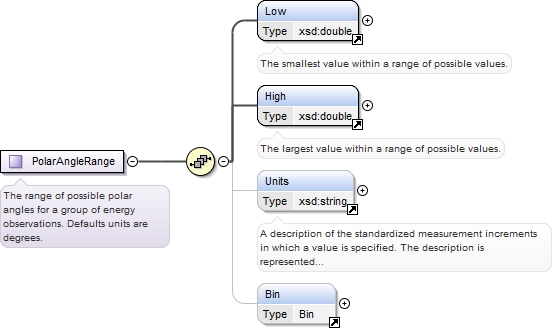 Low
Type xsd:double
The smallest value within a range of possible values.
High
Type xsd:double
The largest value within a range of possible values.
PolarAngleRange
The range of possible polar
angles for a group of energy
observations. Defaults units are
degrees.
Units
Type xsd:string
A description of the standardized measurement increments
in which a value is specified. The description is
represented...
Bin
Type Bin